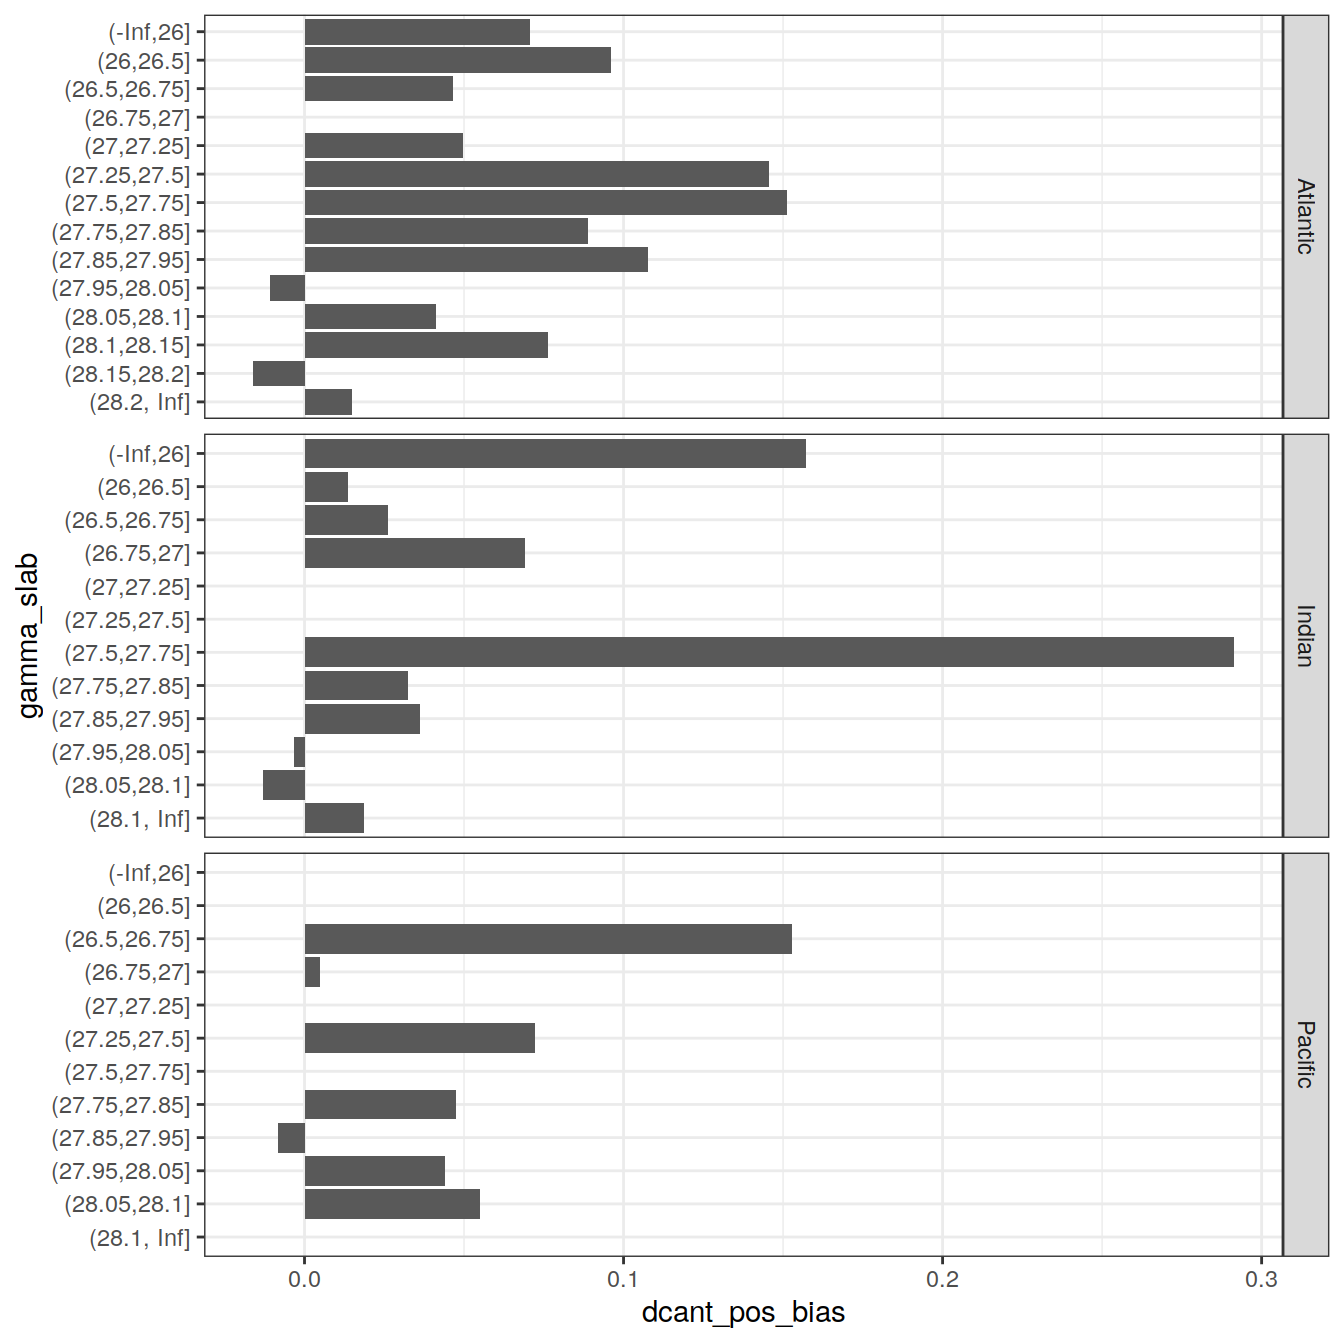 (-Inf,26]
(26,26.5]
(26.5,26.75]
(26.75,27]
(27,27.25]
(27.25,27.5]
(27.5,27.75]
(27.75,27.85]
(27.85,27.95]
(27.95,28.05]
(28.05,28.1]
(28.1,28.15]
(28.15,28.2]
(28.2, Inf]
Atlantic
gamma_slab
(-Inf,26]
(26,26.5]
(26.5,26.75]
(26.75,27]
(27,27.25]
(27.25,27.5]
(27.5,27.75]
(27.75,27.85]
(27.85,27.95]
(27.95,28.05]
(28.05,28.1]
(28.1, Inf]
Indian
(-Inf,26]
(26,26.5]
(26.5,26.75]
(26.75,27]
(27,27.25]
(27.25,27.5]
(27.5,27.75]
(27.75,27.85]
(27.85,27.95]
(27.95,28.05]
(28.05,28.1]
(28.1, Inf]
Pacific
0.0 0.1 0.2 0.3
dcant_pos_bias